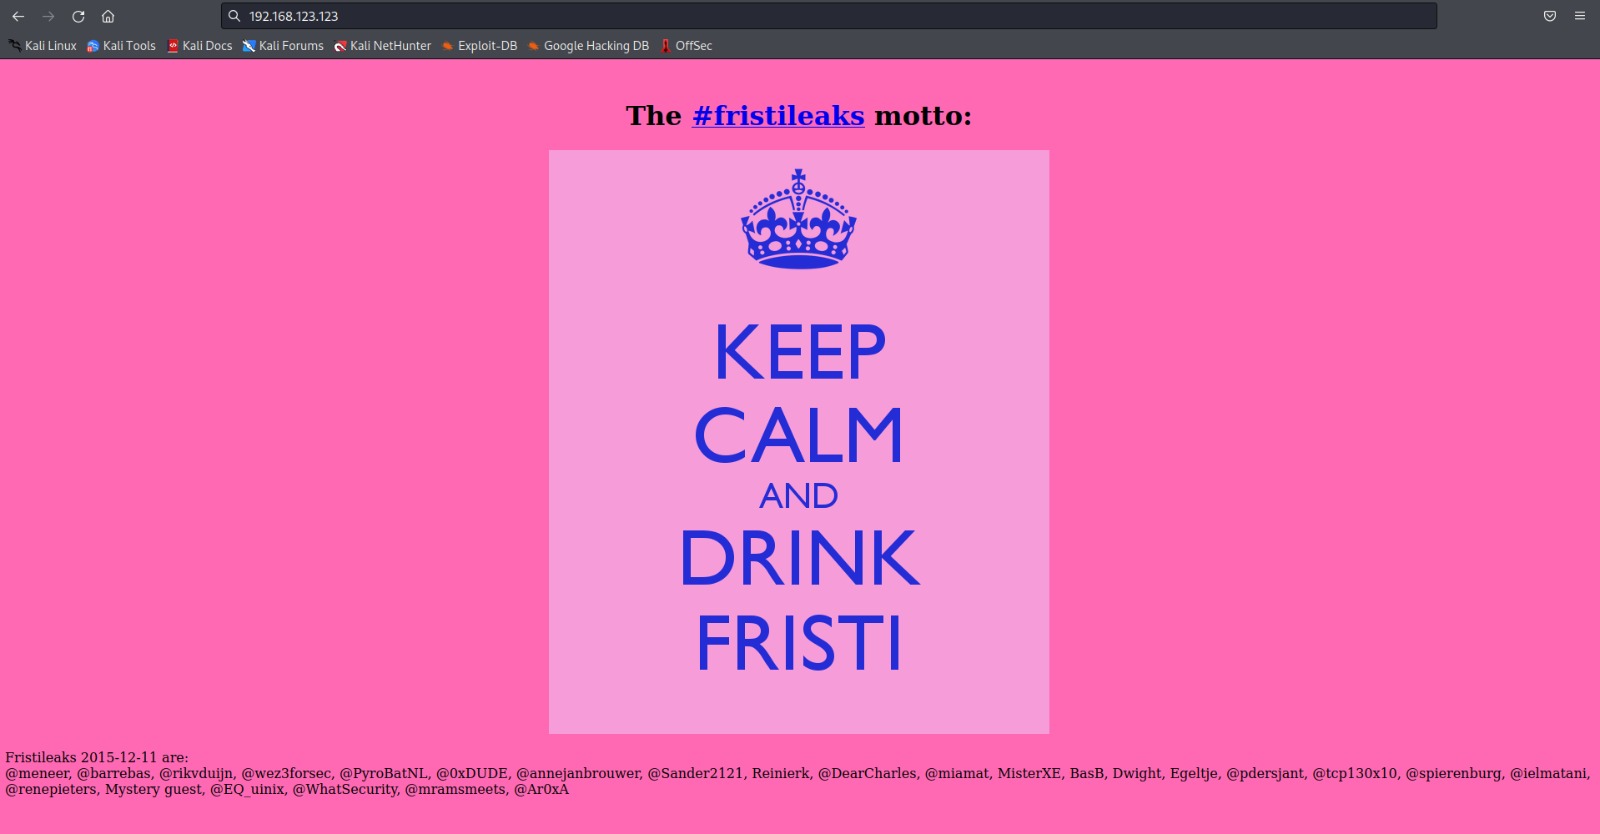 192.168.123.123
Kali Linux Kali Tools Kali Docs Kali Forums Kali NetHunter Exploit-DB Google Hacking DB OffSec
The #fristileaks motto:
KEEP
CALM
AND
DRINK
FRISTI
Fristileaks 2015-12-11 are:
@meneer, @barrebas, @rikvduijn, @wez3forsec, @PyroBatNL, @0xDUDE, @annejanbrouwer, @Sander2121, Reinierk, @DearCharles, @miamat, MisterXE, BasB, Dwight, Egeltje, @pdersjant, @tcp130x10, @spierenburg, @ielmatani,
@renepieters, Mystery guest, @EQ_uinix, @WhatSecurity, @mramsmeets, @Ar0xA